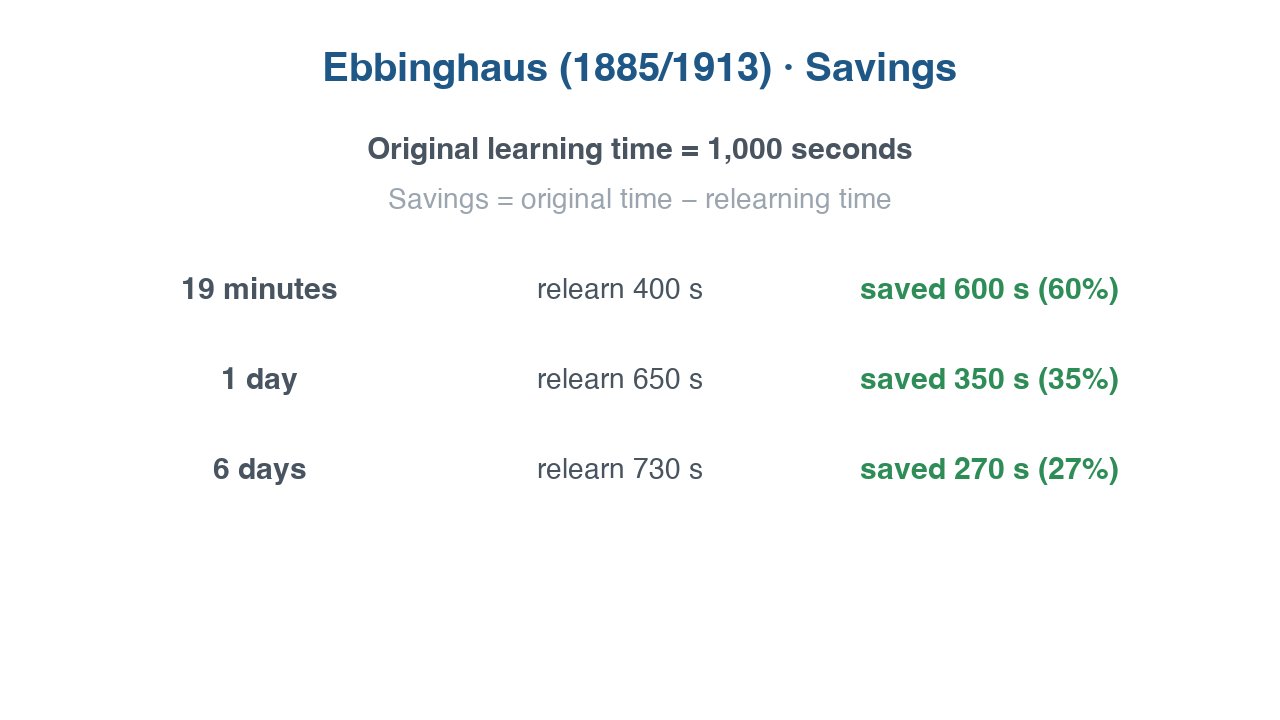 Ebbinghaus (1885/1913) · Savings
Original learning time = 1,000 seconds
Savings = original time − relearning time
19 minutes relearn 400 s saved 600 s (60%)
1 day relearn 650 s saved 350 s (35%)
6 days relearn 730 s saved 270 s (27%)